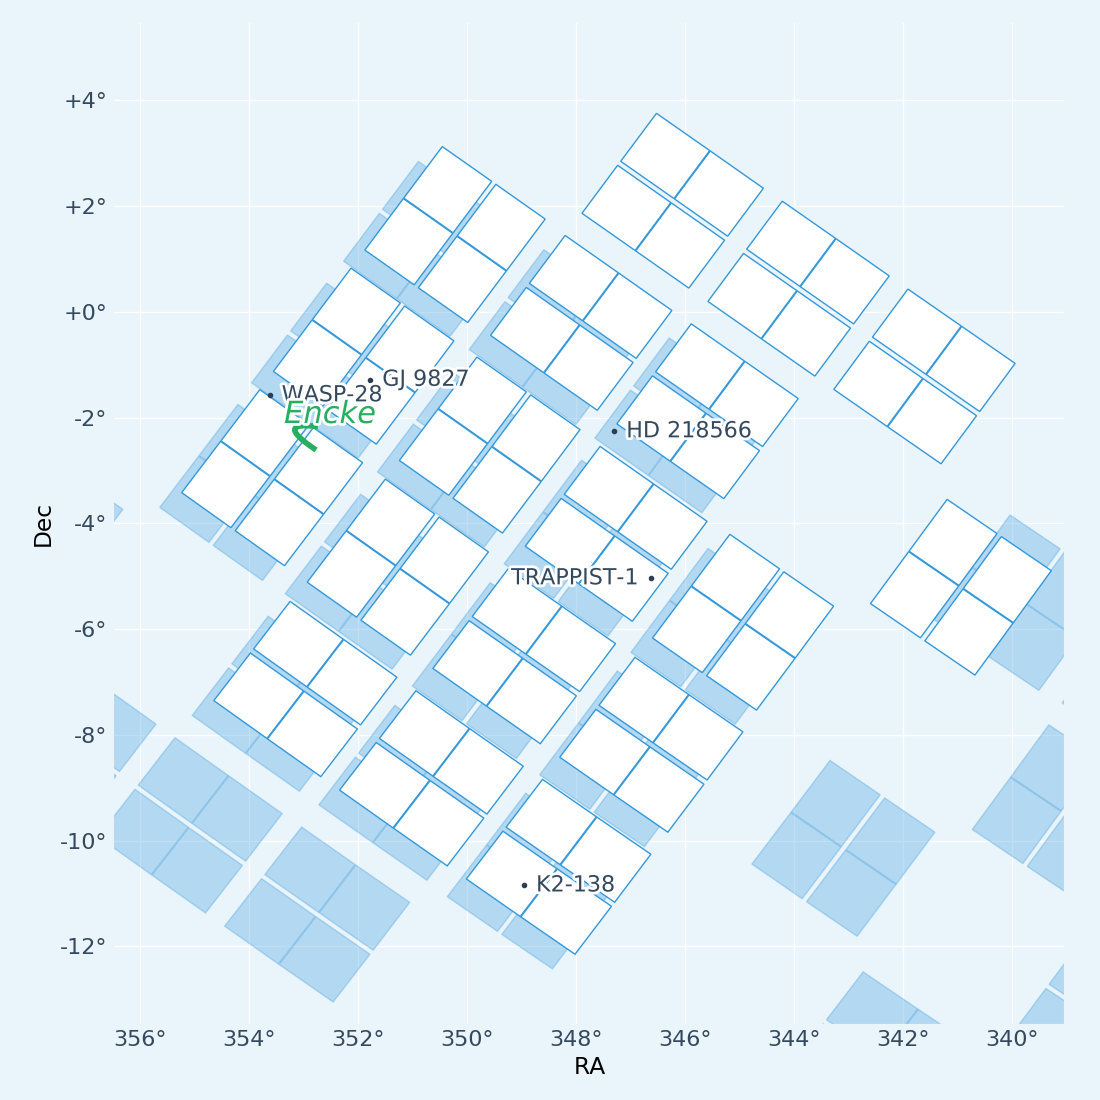 +4°
+2°
+0°
GJ 9827
WASP-28
Encke
-2°
HD 218566
-4°
Dec
TRAPPIST-1
-6°
-8°
-10°
K2-138
-12°
356° 354° 352° 350° 348° 346° 344° 342° 340°
RA